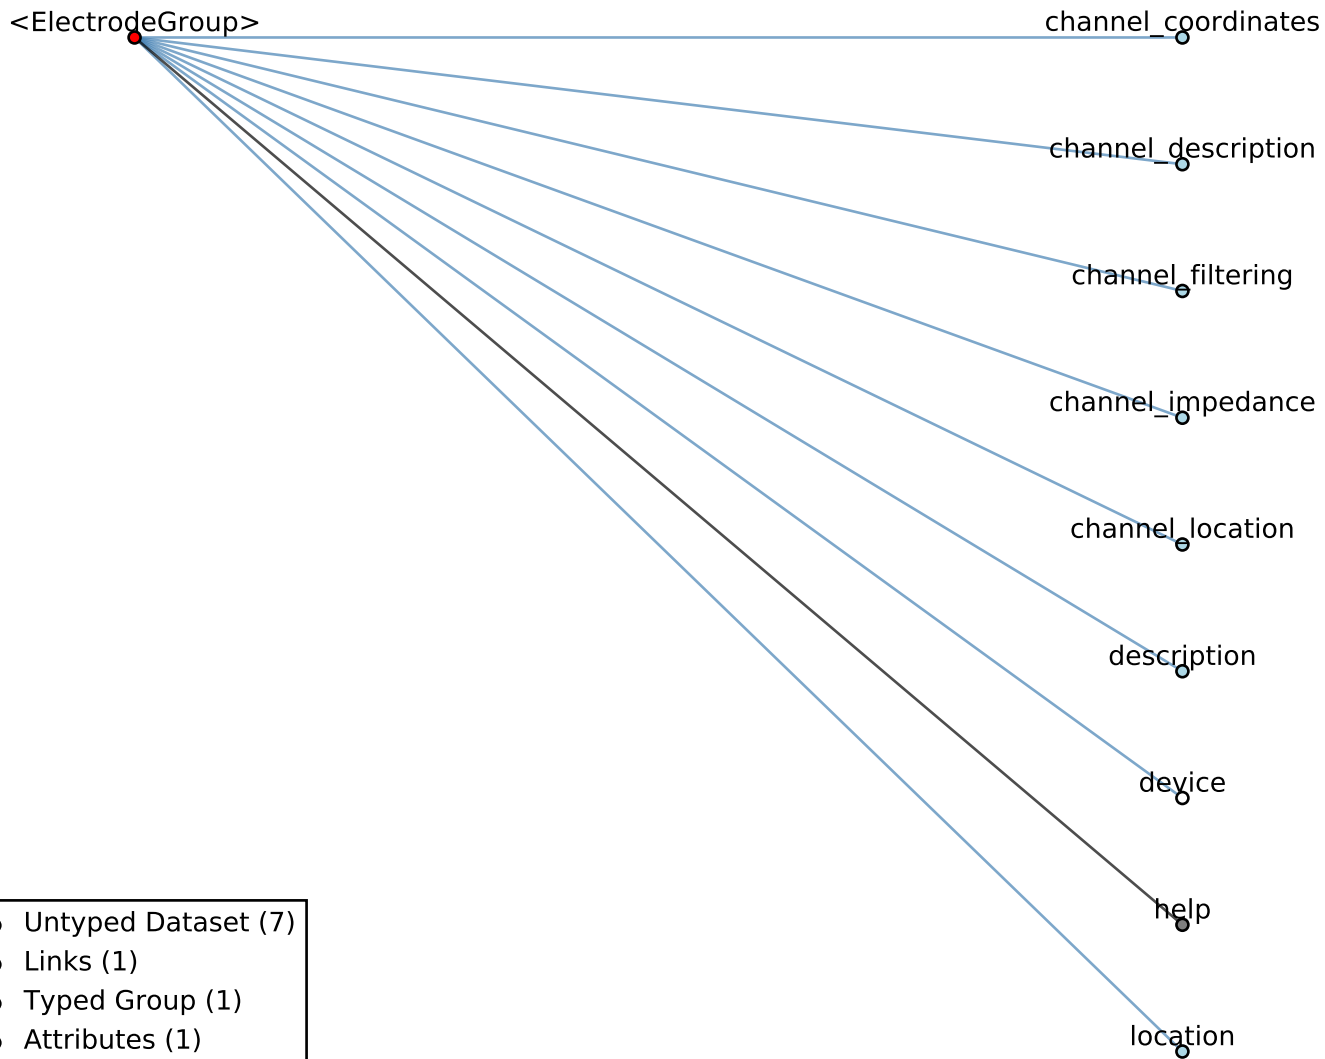 <ElectrodeGroup>
channel_coordinates
channel_description
channel_filtering
channel_impedance
channel_location
description
device
help
location
Untyped Dataset (7)
Links (1)
Typed Group (1)
Attributes (1)